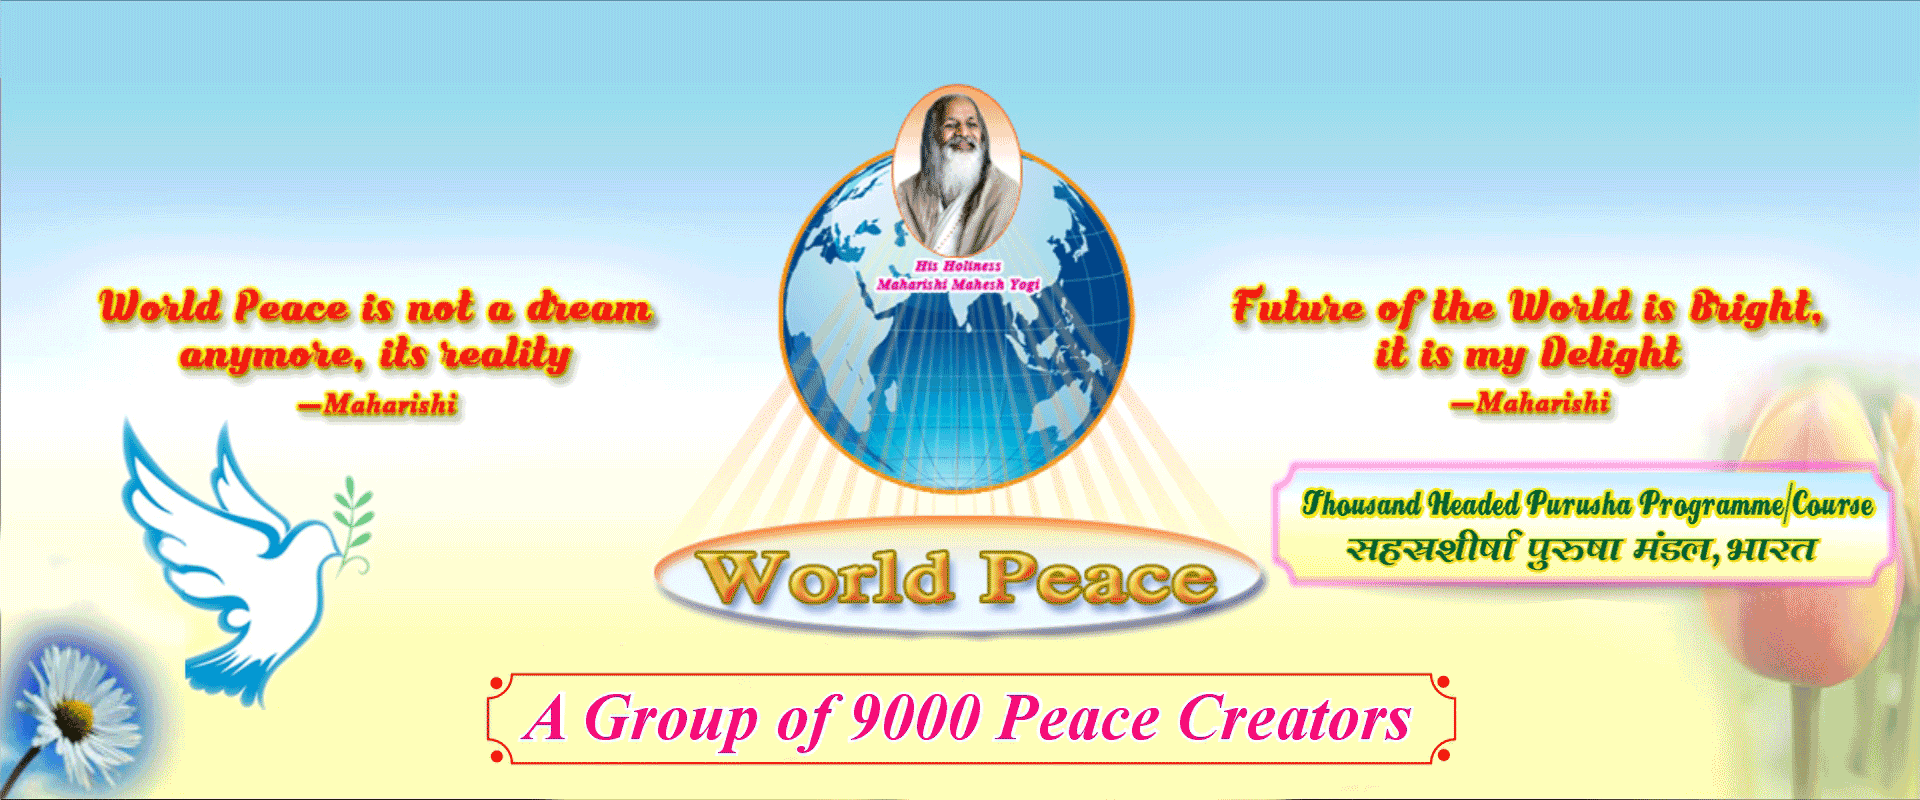 His Holiness
Maharishi Mahesh Yogi
World Peace is not a dream
anymore, its reality
—Maharishi
Future of the World is Bright,
it is my Delight
—Maharishi
Thousand Headed Purusha Programme/Course
सहस्रशीर्षा पुरुषा मंडल, भारत
World Peace
A Group of 9000 Peace Creators